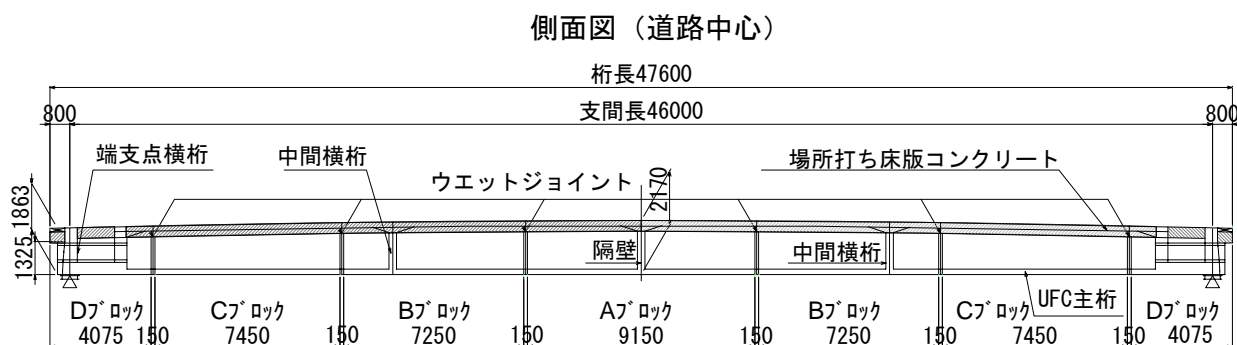 側面図（道路中心）
桁長47600
800 支間長46000 800
端支点横桁 中間横桁 ウエットジョイント 2170 場所打ち床版コンクリート
1863
1325
隔壁 中間横桁
UFC主桁
Dブロック Cブロック Bブロック Aブロック Bブロック Cブロック Dブロック
4075 150 7450 150 7250 150 9150 150 7250 150 7450 150 4075